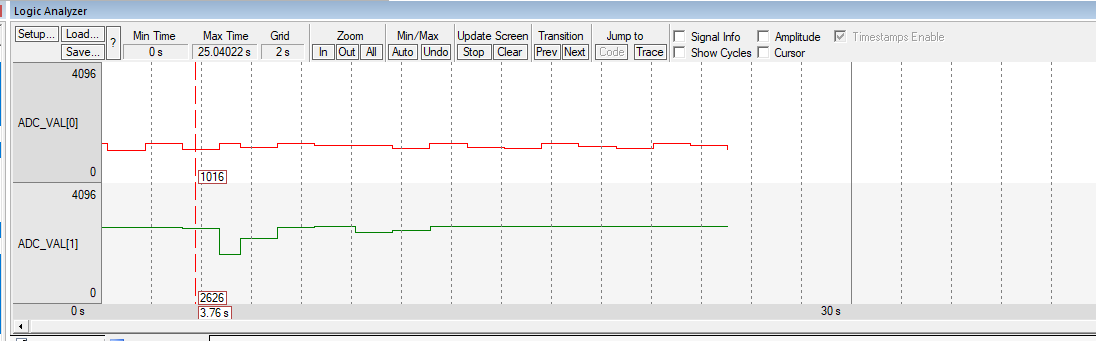 Logic Analyzer
Setup... Load... Save... ? Min Time Max Time Grid Zoom Min/Max Update Screen Transition Jump to Signal Info Amplitude Timestamps Enable
0 s 25.04022 s 2 s In Out All Auto Undo Stop Clear Prev Next Code Trace Show Cycles Cursor
4096
ADC_VAL[0]
0
1016
4096
ADC_VAL[1]
0
2626
0 s 3.76 s 30 s